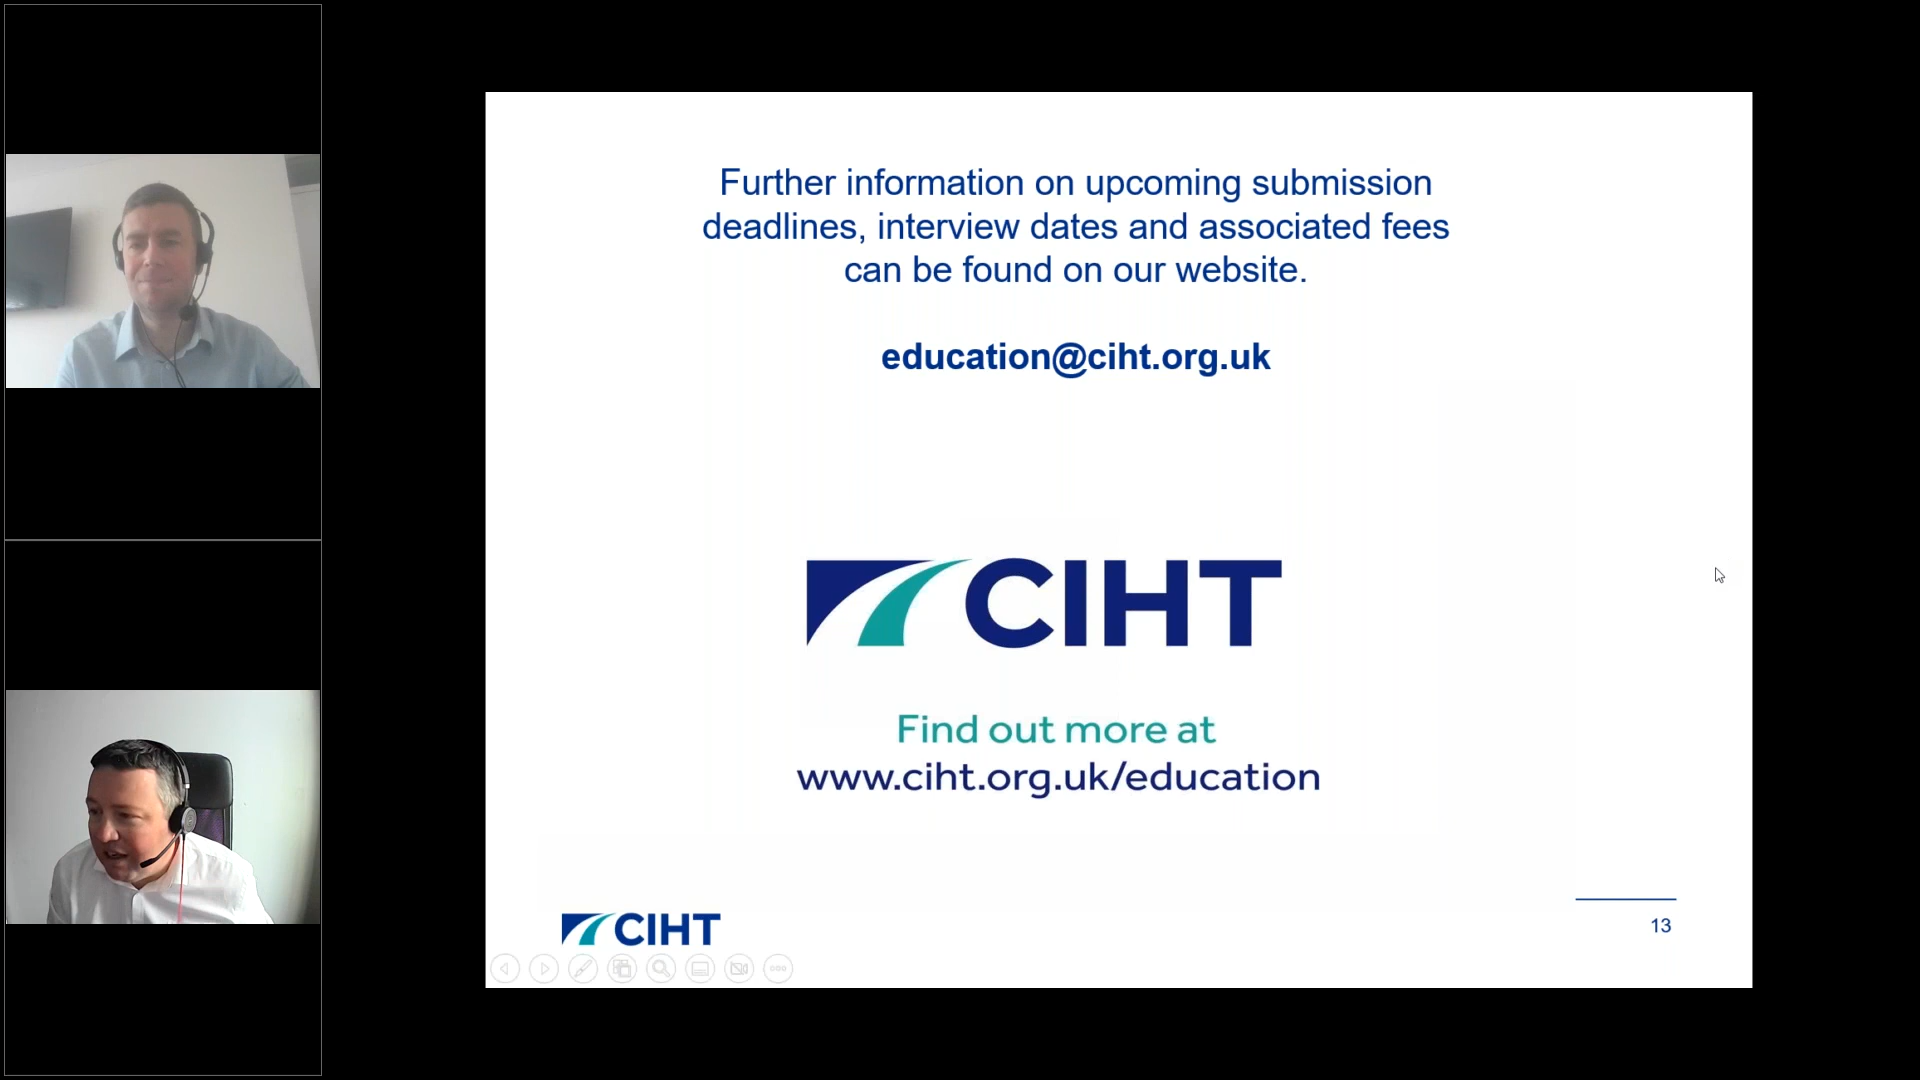 Further information on upcoming submission
deadlines, interview dates and associated fees
can be found on our website.
education@ciht.org.uk
CIHT
Find out more at
www.ciht.org.uk/education
CIHT
13